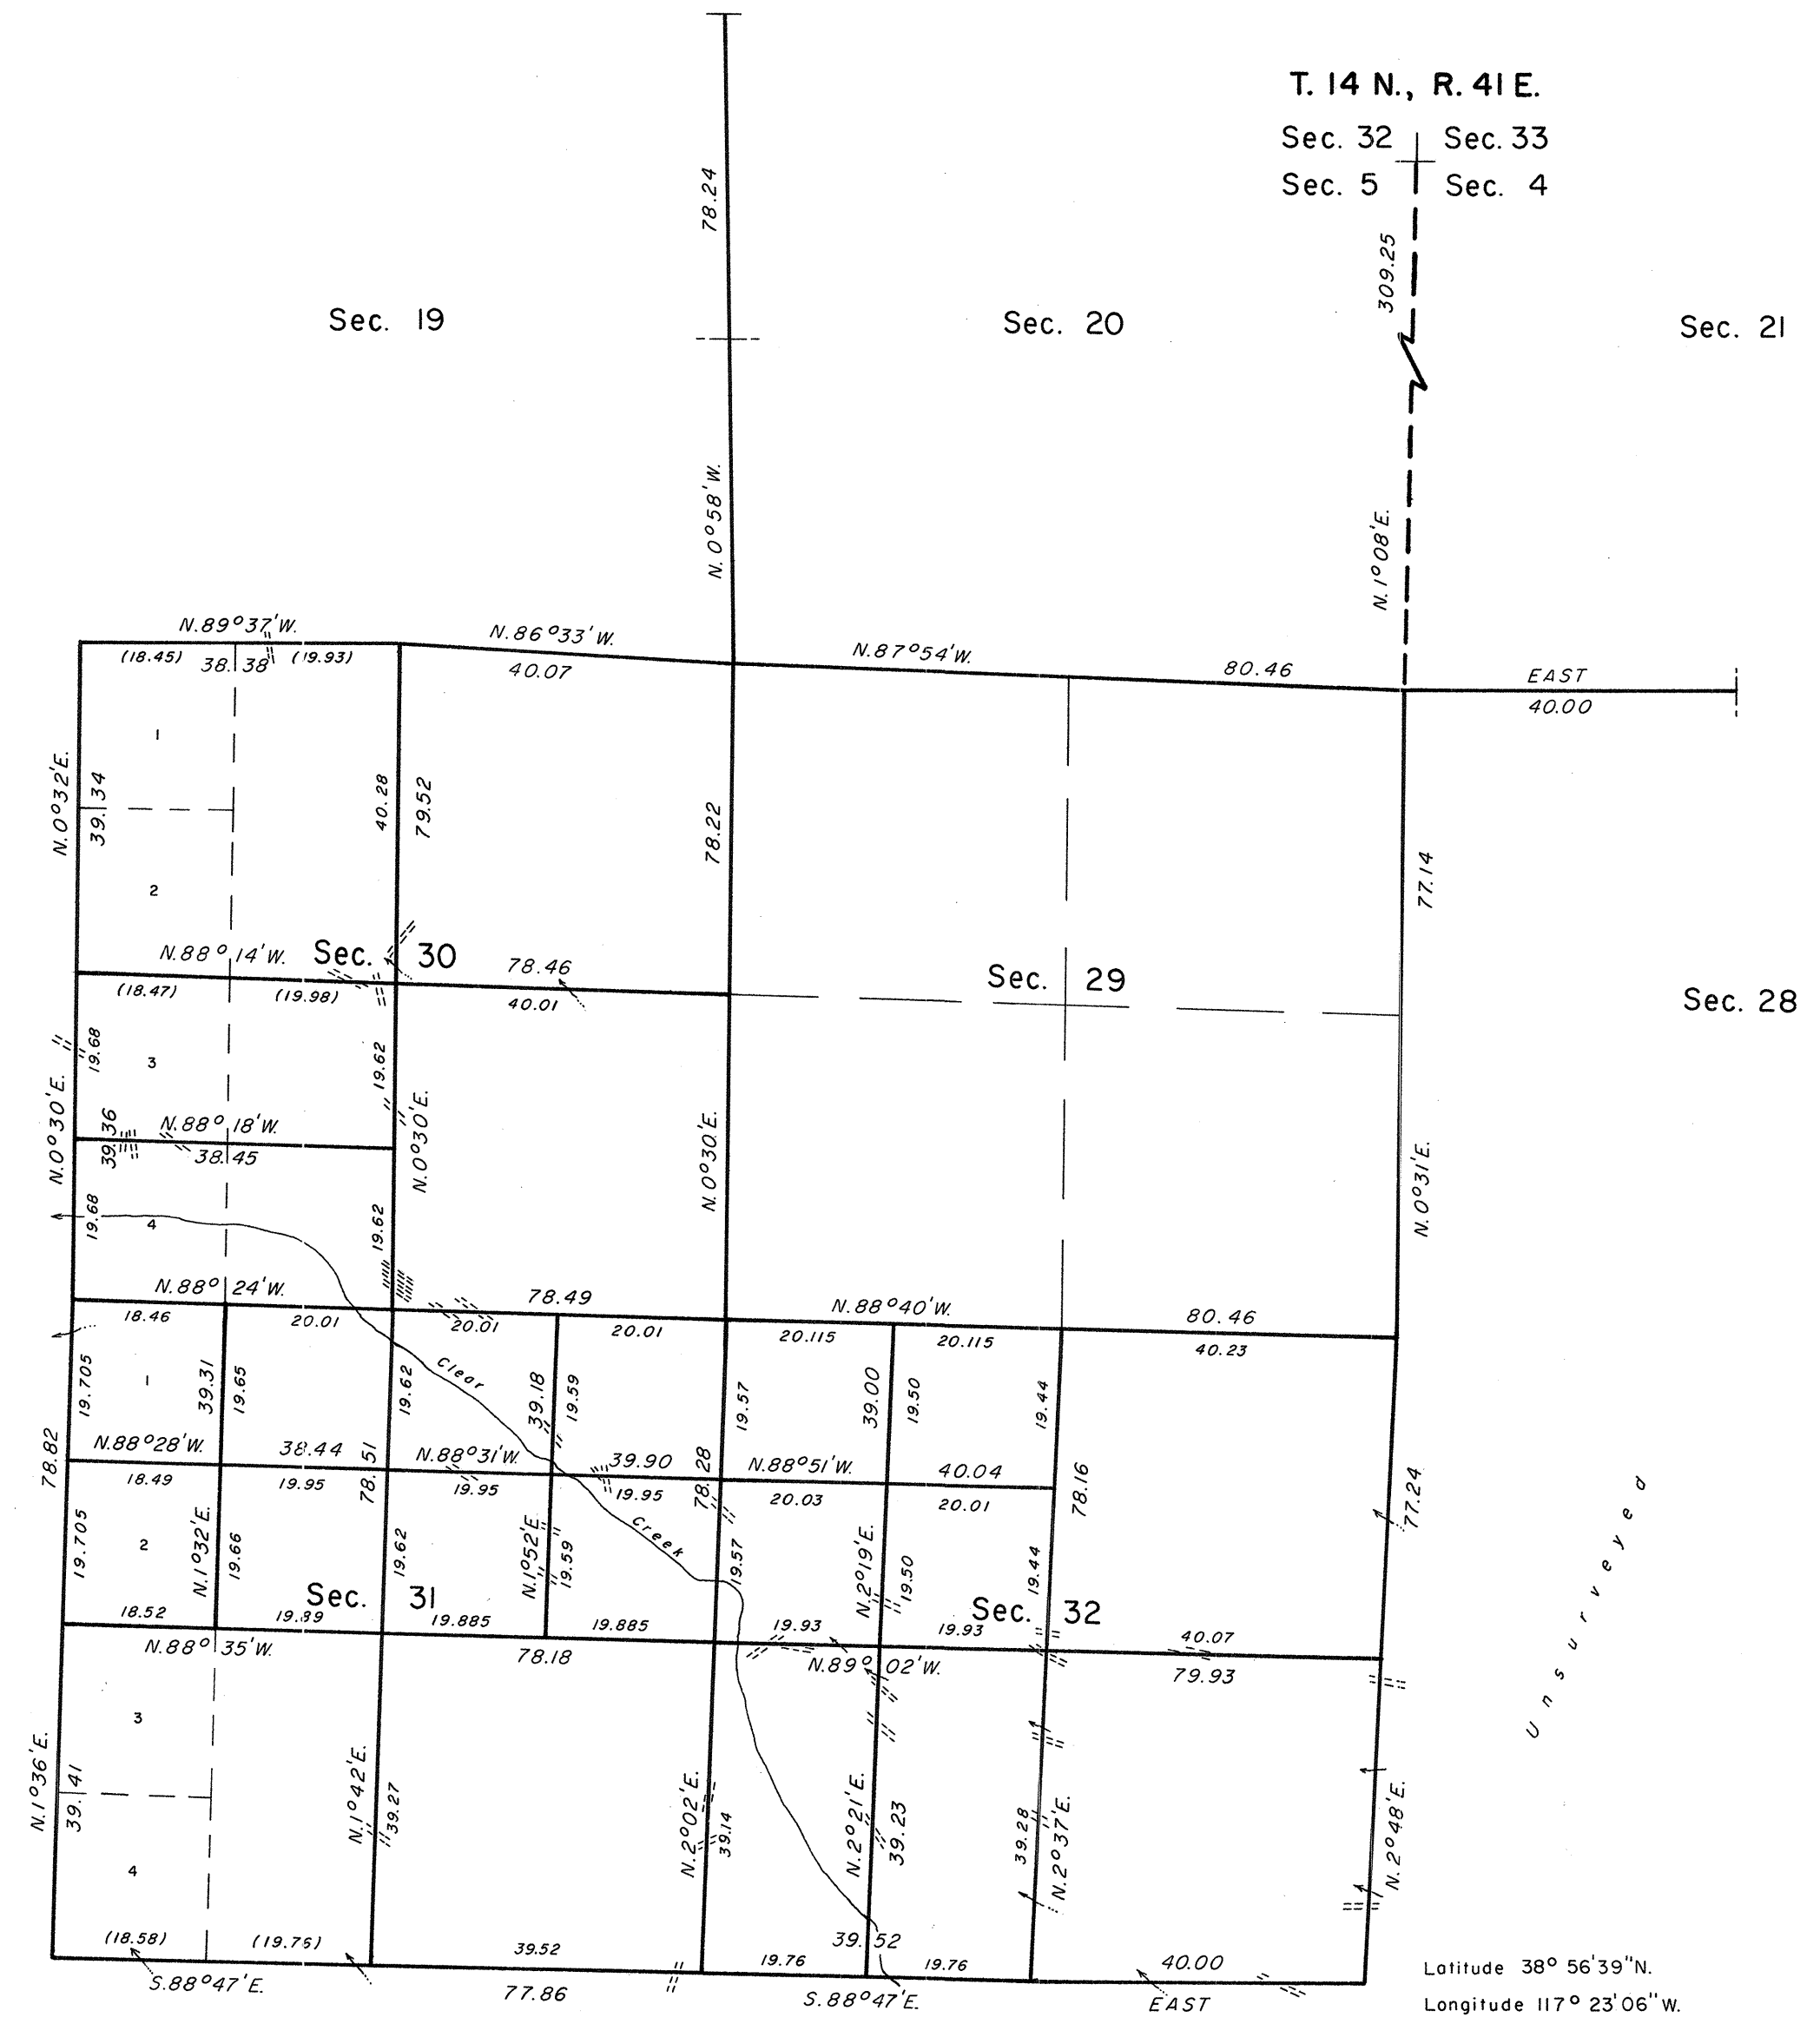 T. 14 N., R. 41 E.
Sec. 32 Sec. 33
Sec. 5 Sec. 4
78.24
309.25
Sec. 19
Sec. 20
Sec. 21
N. 0° 58' W.
N. 1° 08' E.
N. 89° 37' W.
N. 86° 33' W.
N. 87° 54' W.
80.46
EAST
(18.45) 38.38 (19.93)
40.07
40.00
1
N. 0° 32' E.
39.34
40.28
79.52
78.22
77.14
2
N. 88° 14' W.
Sec. 30
78.46
Sec. 29
Sec. 28
(18.47)
(19.98)
40.01
19.68
3
19.62
N. 0° 30' E.
39.36
N. 88° 18' W.
38.45
N. 0° 30' E.
N. 0° 30' E.
N. 0° 31' E.
19.68
4
19.62
N. 88° 24' W.
78.49
N. 88° 40' W.
80.46
18.46
20.01
20.01
20.01
20.115
20.115
40.23
Clear
19.705
1
39.31
19.65
19.62
39.18
19.59
19.57
39.00
19.50
19.44
N. 88° 28' W.
38.44
N. 88° 31' W.
39.90
N. 88° 51' W.
40.04
78.82
78.51
78.28
78.16
77.24
18.49
19.95
19.95
19.95
20.03
20.01
Creek
19.705
2
N. 1° 32' E.
19.66
19.62
N. 1° 52' E.
19.59
19.57
N. 2° 19' E.
19.50
19.44
Unsurveyed
Sec. 31
Sec. 32
18.52
19.89
19.885
19.885
19.93
19.93
40.07
N. 88° 35' W.
78.18
N. 89° 02' W.
79.93
3
N. 1° 36' E.
39.41
N. 1° 42' E.
39.27
N. 2° 02' E.
39.14
N. 2° 21' E.
39.23
39.28
N. 2° 37' E.
N. 2° 48' E.
4
(18.58)
(19.76)
39.52
39.52
19.76
19.76
40.00
S. 88° 47' E.
77.86
S. 88° 47' E.
EAST
Latitude 38° 56' 39" N.
Longitude 117° 23' 06" W.